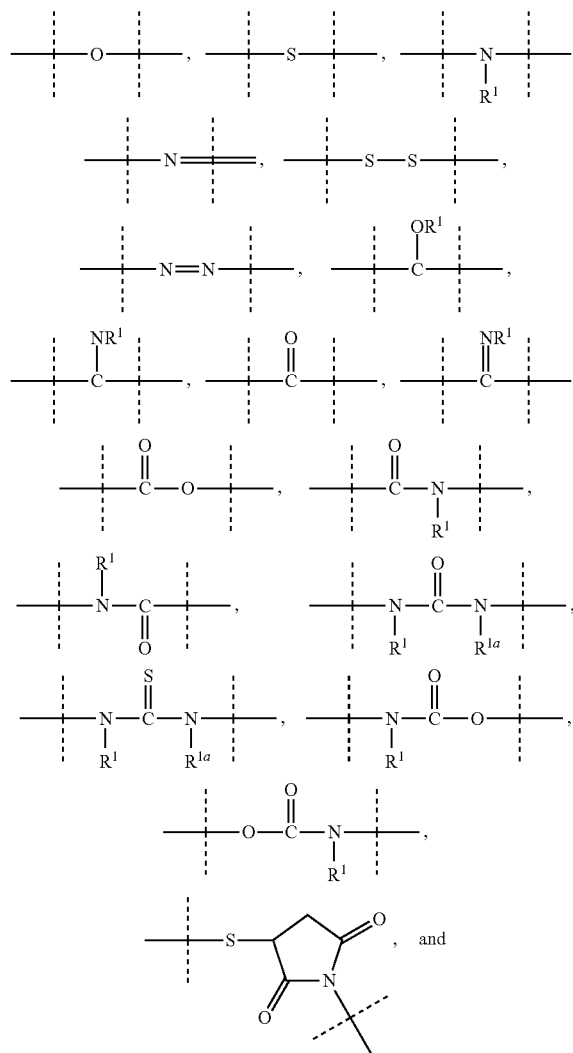 O, S, N
R¹
N, S S,
OR¹
N N, C,
NR¹ O NR¹
C, C, C,
O O
C O, C N,
R¹
R¹ O
N C, N C N,
O R¹ R¹ᵃ
S O
N C N, N C O,
R¹ R¹ᵃ R¹
O
O C N,
R¹
O
S , and
N
O